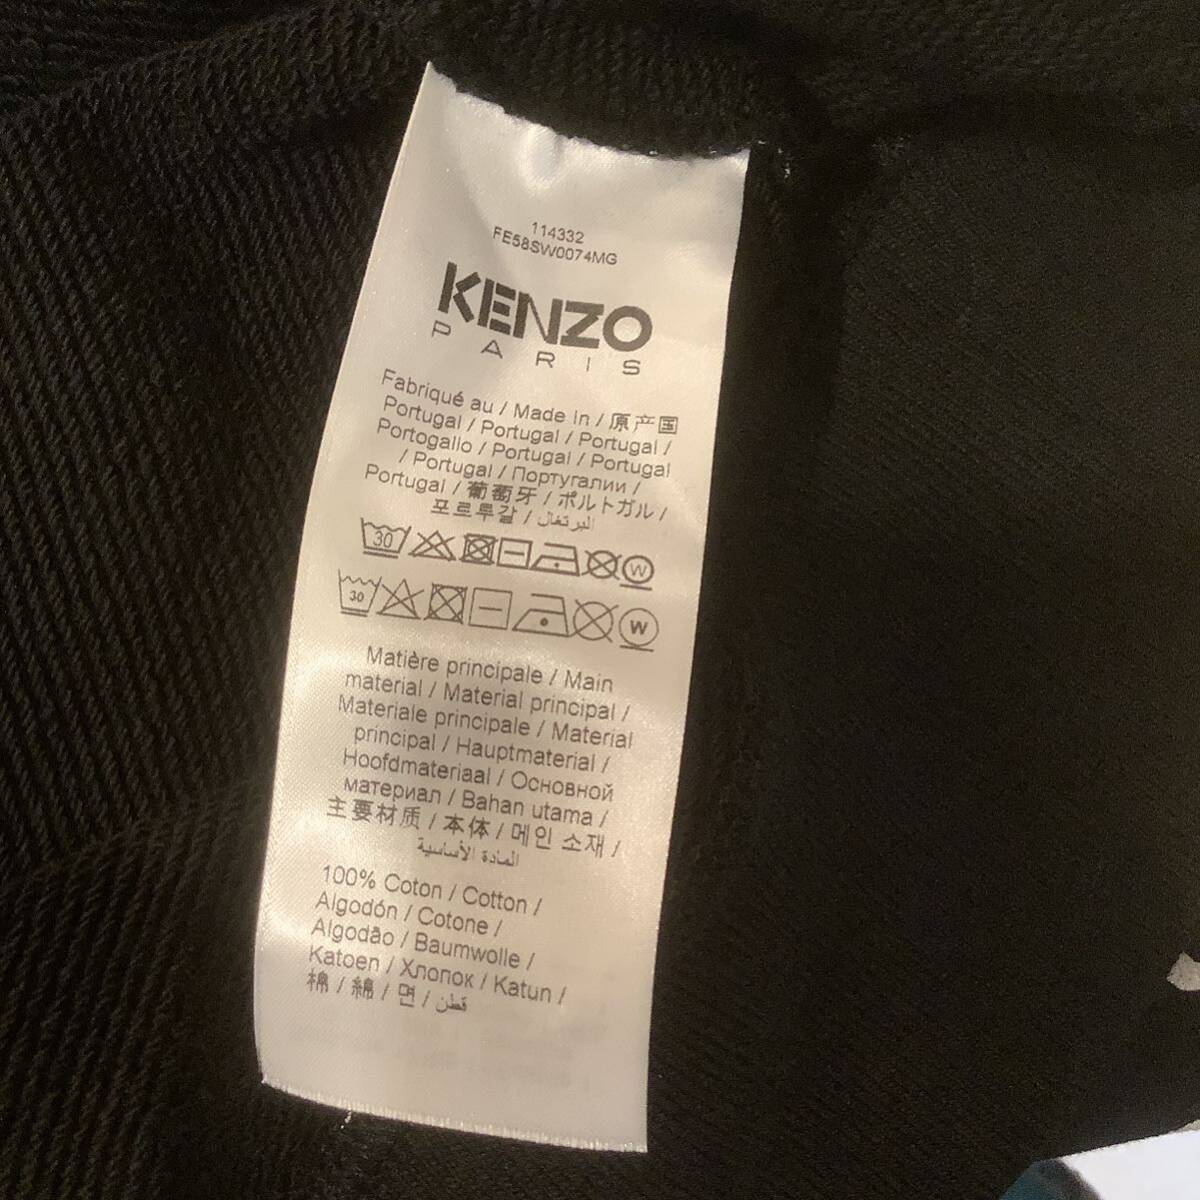 114332
FE58SW0074MG
KENZO
PARIS
Fabriqué au / Made in / 原产国
Portugal / Portugal / Portugal /
Portogallo / Portugal / Portugal
/ Portugal / Португалии /
Portugal / 葡萄牙 / ポルトガル /
포르투갈 / البرتغال
30 W
30 W
Matière principale / Main
material / Material principal /
Materiale principale / Material
principal / Hauptmaterial /
Hoofdmateriaal / Основной
материал / Bahan utama /
主要材质 / 本体 / 메인 소재 /
المادة الأساسية
100% Coton / Cotton /
Algodón / Cotone /
Algodão / Baumwolle /
Katoen / Хлопок / Katun /
棉 / 綿 / 면 / قطن